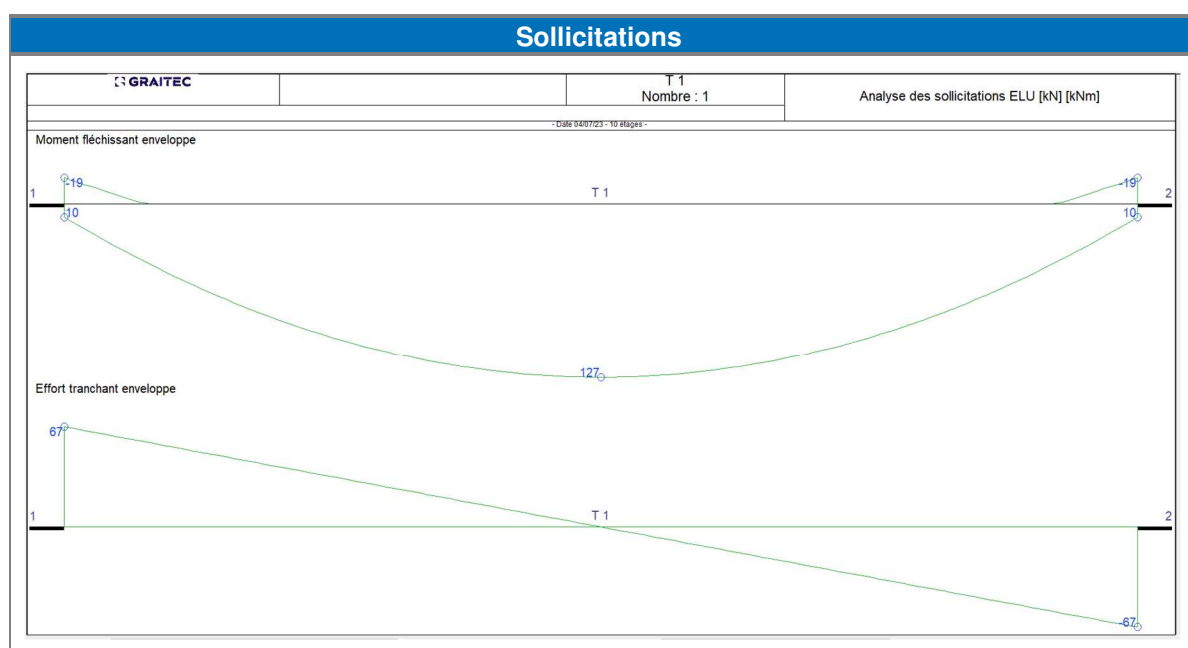 Sollicitations
GRAITEC
T 1
Nombre : 1
Analyse des sollicitations ELU [kN] [kNm]
- Date 04/07/23 - 10 étages -
Moment fléchissant enveloppe
-19
-19
1
T 1
2
10
10
127
Effort tranchant enveloppe
67
1
T 1
2
-67